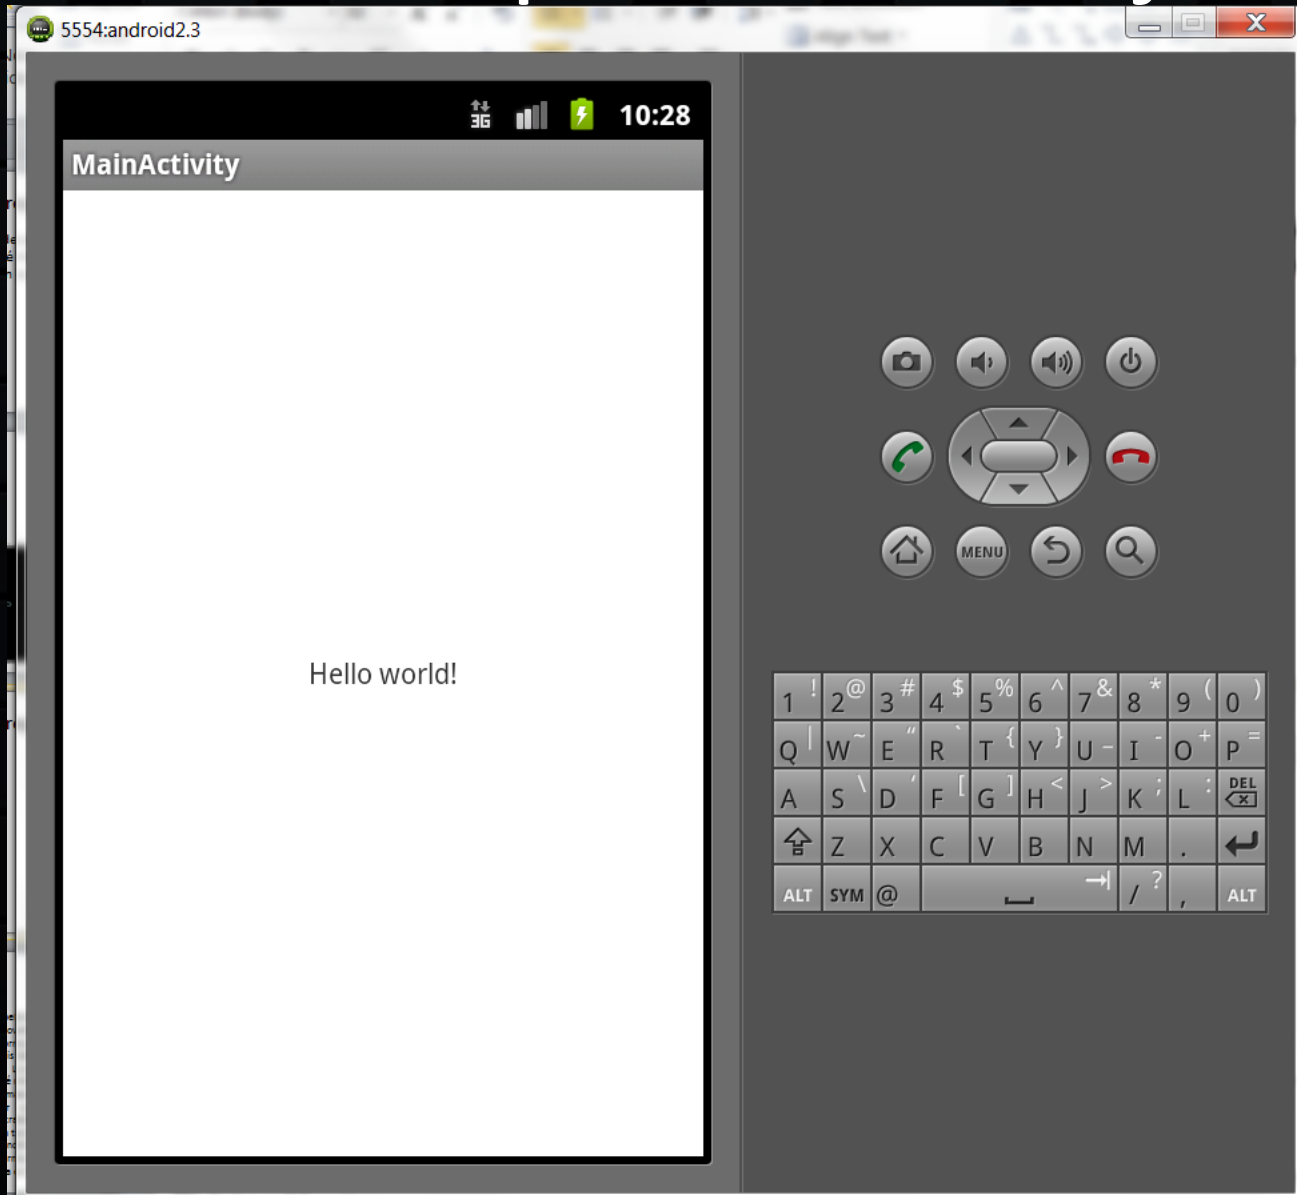 5554:android2.3
3G 10:28
MainActivity
Hello world!
MENU
1 ! 2 @ 3 # 4 $ 5 % 6 ^ 7 & 8 * 9 ( 0 )
Q | W ~ E " R ` T { Y } U _ I - O + P =
A S \ D ' F [ G ] H < J > K ; L : DEL
Z X C V B N M .
ALT SYM @ / ? , ALT